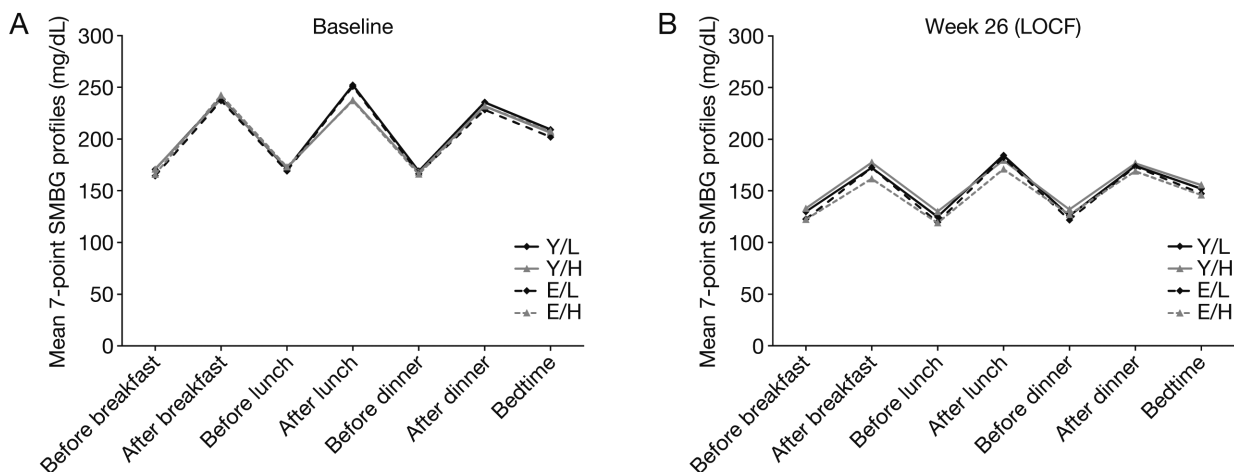 A
Baseline
Mean 7-point SMBG profiles (mg/dL)
300
250
200
150
100
50
0
Y/L
Y/H
E/L
E/H
Before breakfast
After breakfast
Before lunch
After lunch
Before dinner
After dinner
Bedtime
B
Week 26 (LOCF)
Mean 7-point SMBG profiles (mg/dL)
300
250
200
150
100
50
0
Y/L
Y/H
E/L
E/H
Before breakfast
After breakfast
Before lunch
After lunch
Before dinner
After dinner
Bedtime